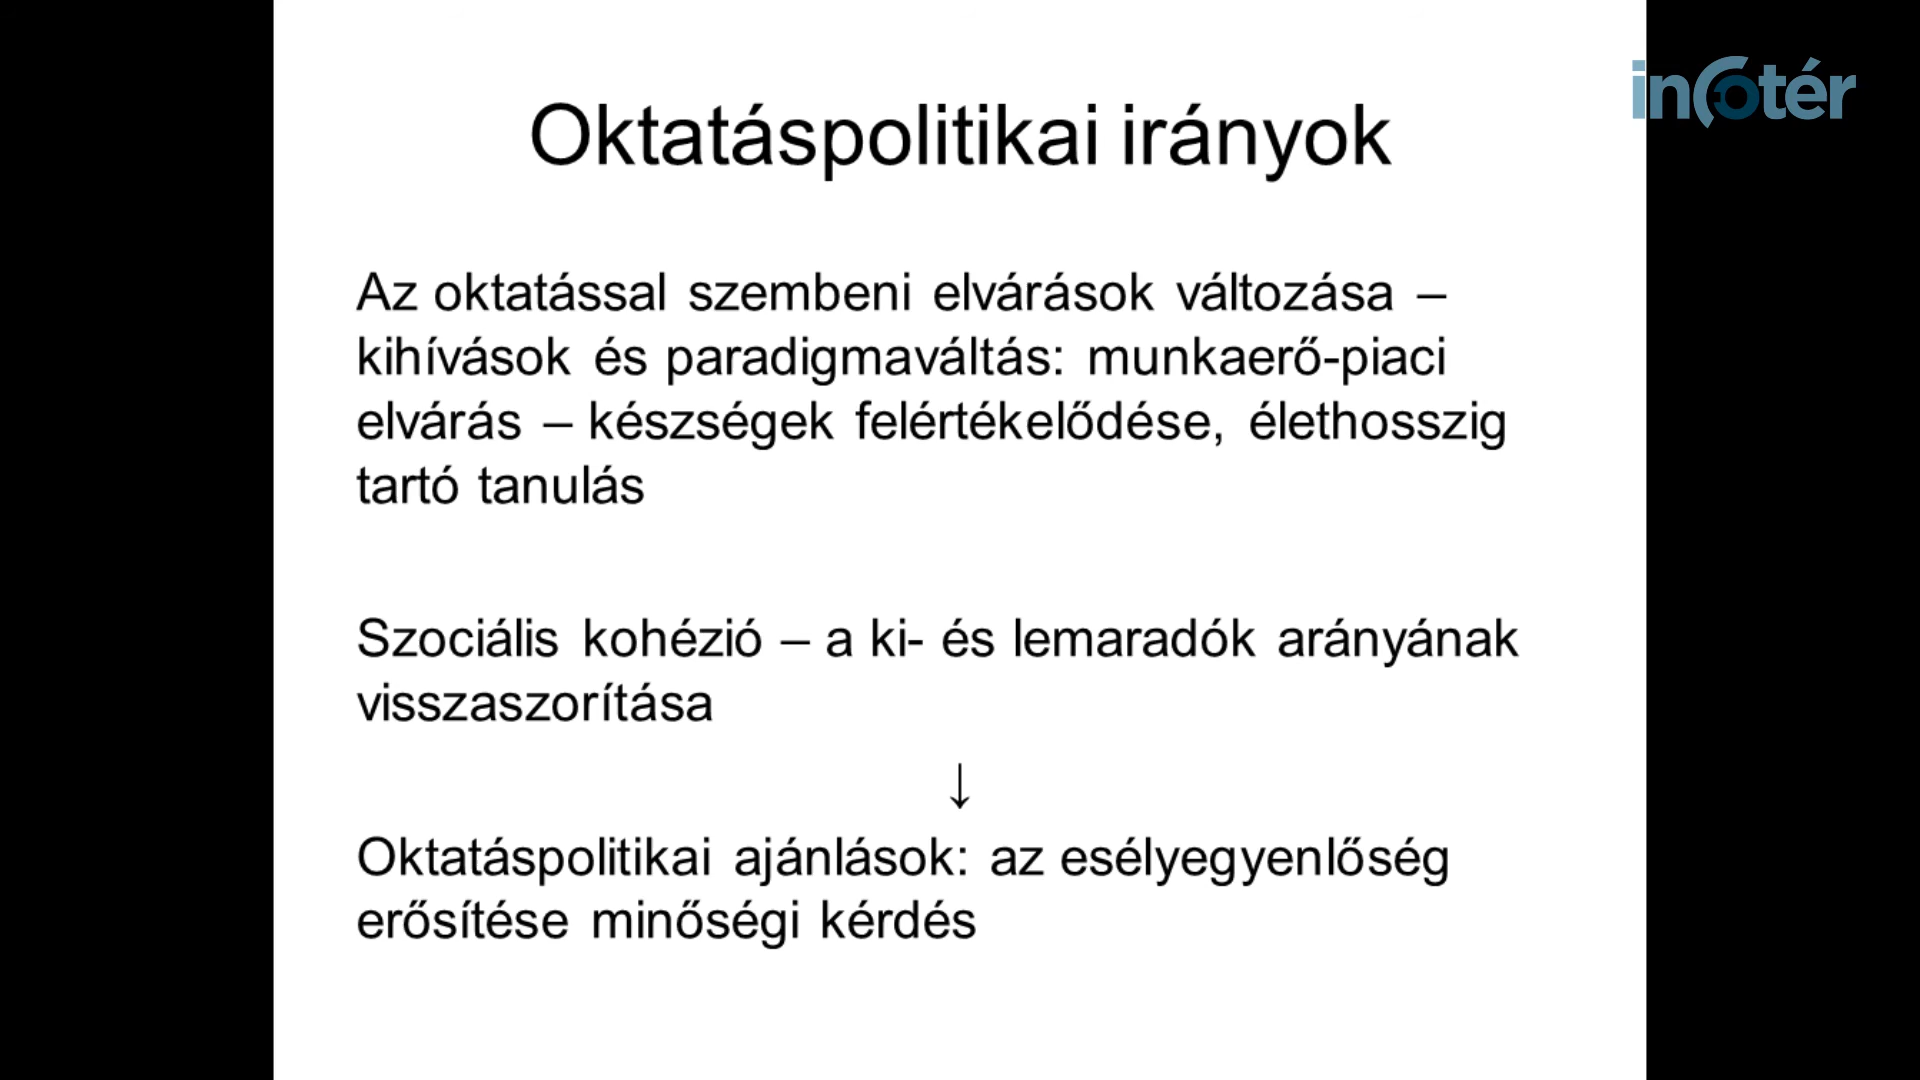 infotér
Oktatáspolitikai irányok
Az oktatással szembeni elvárások változása –
kihívások és paradigmaváltás: munkaerő-piaci
elvárás – készségek felértékelődése, élethosszig
tartó tanulás
Szociális kohézió – a ki- és lemaradók arányának
visszaszorítása
↓
Oktatáspolitikai ajánlások: az esélyegyenlőség
erősítése minőségi kérdés